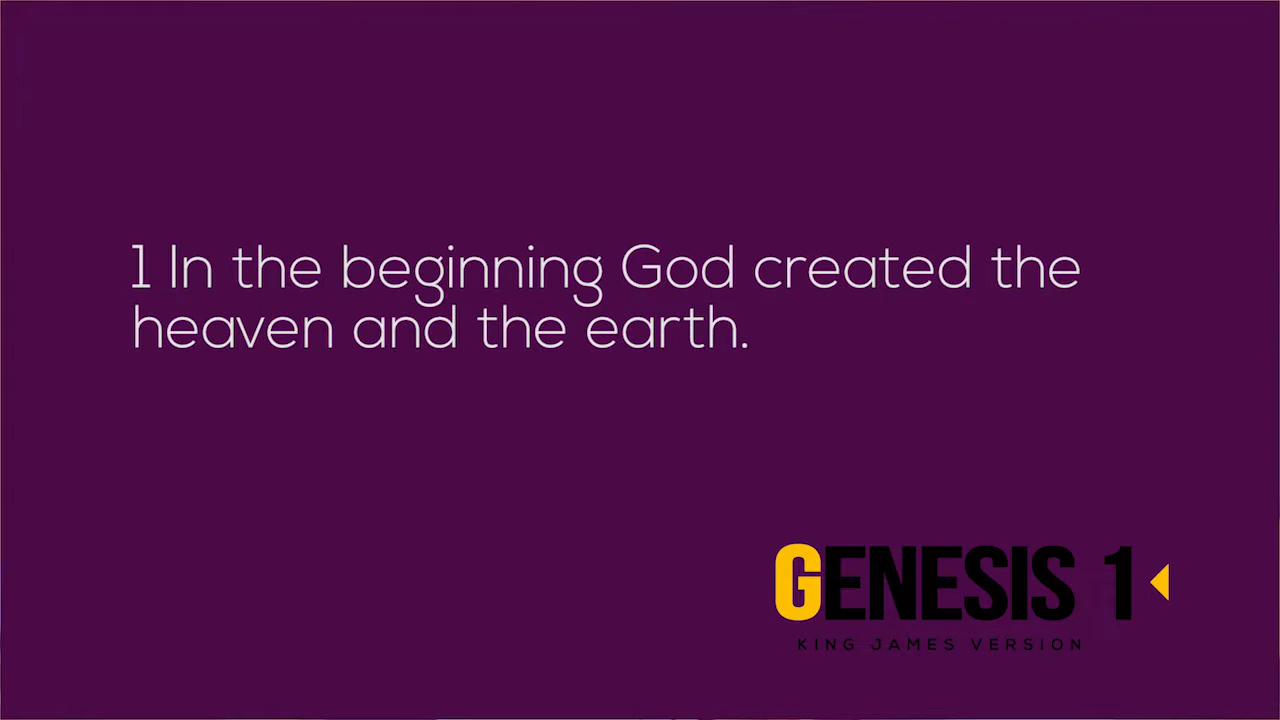 1 In the beginning God created the
heaven and the earth.
GENESIS 1
KING JAMES VERSION